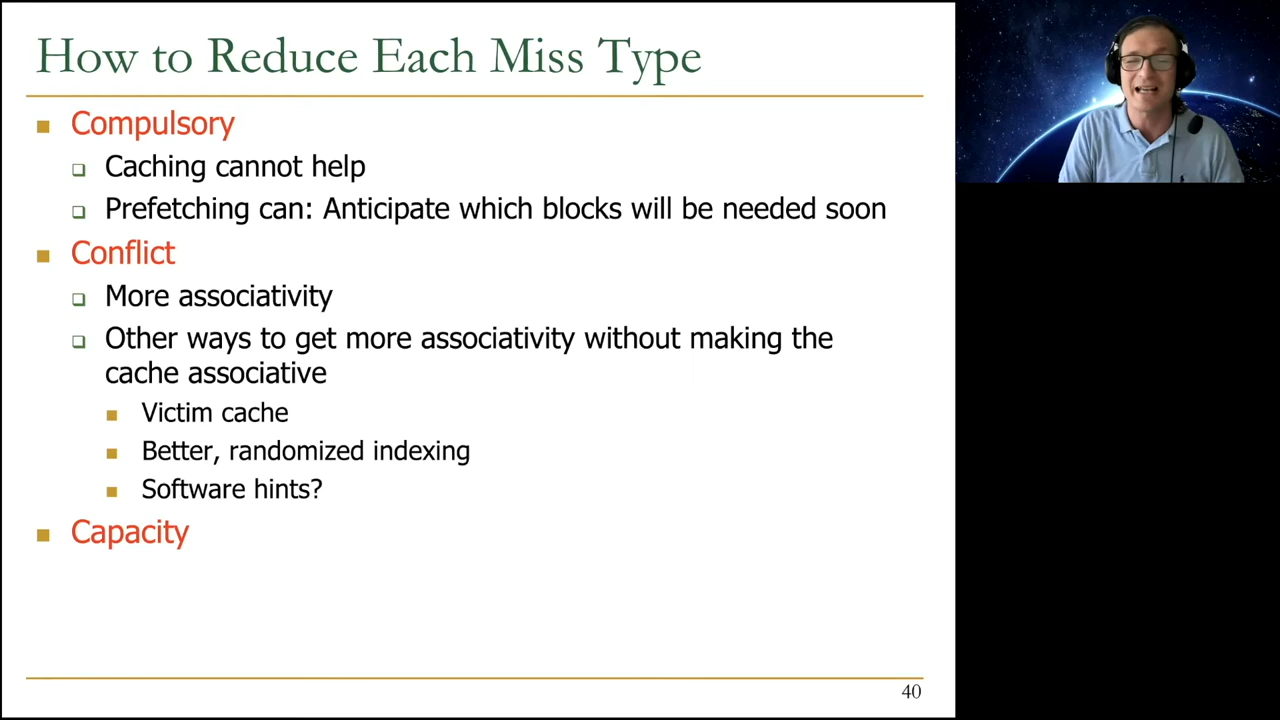 How to Reduce Each Miss Type
Compulsory
Caching cannot help
Prefetching can: Anticipate which blocks will be needed soon
Conflict
More associativity
Other ways to get more associativity without making the
cache associative
Victim cache
Better, randomized indexing
Software hints?
Capacity
40